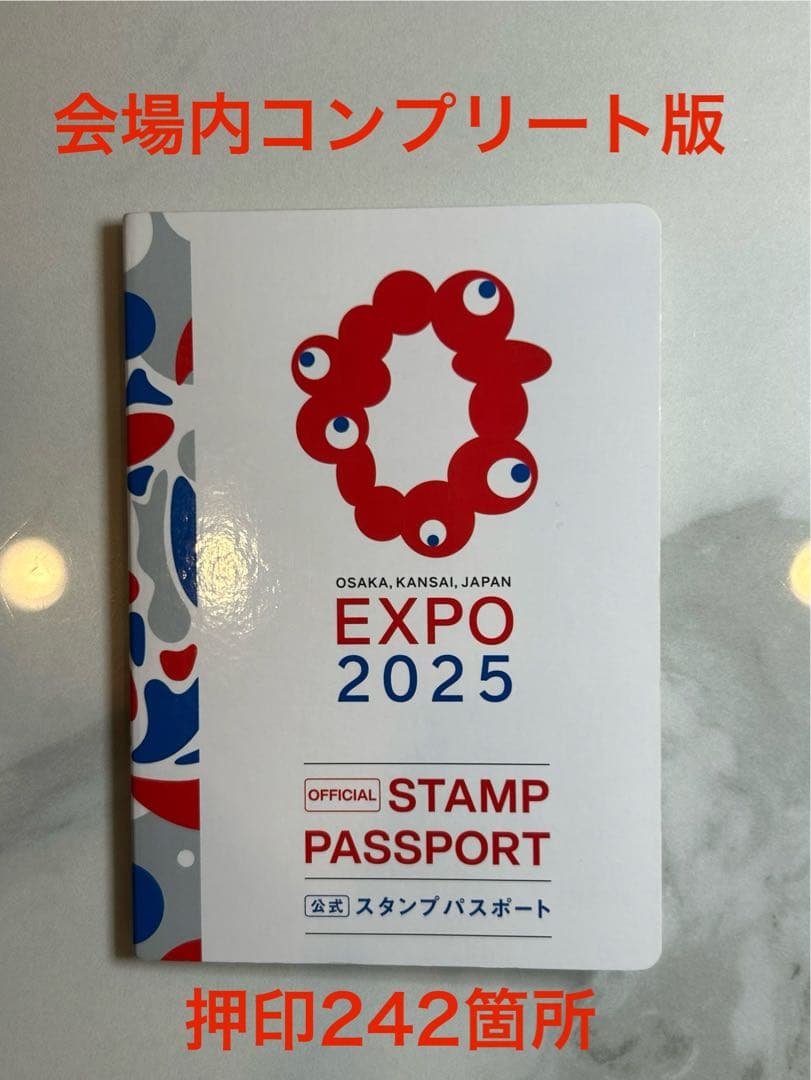 会場内コンプリート版
OSAKA, KANSAI, JAPAN
EXPO
2025
OFFICIAL STAMP
PASSPORT
公式 スタンプパスポート
押印242箇所